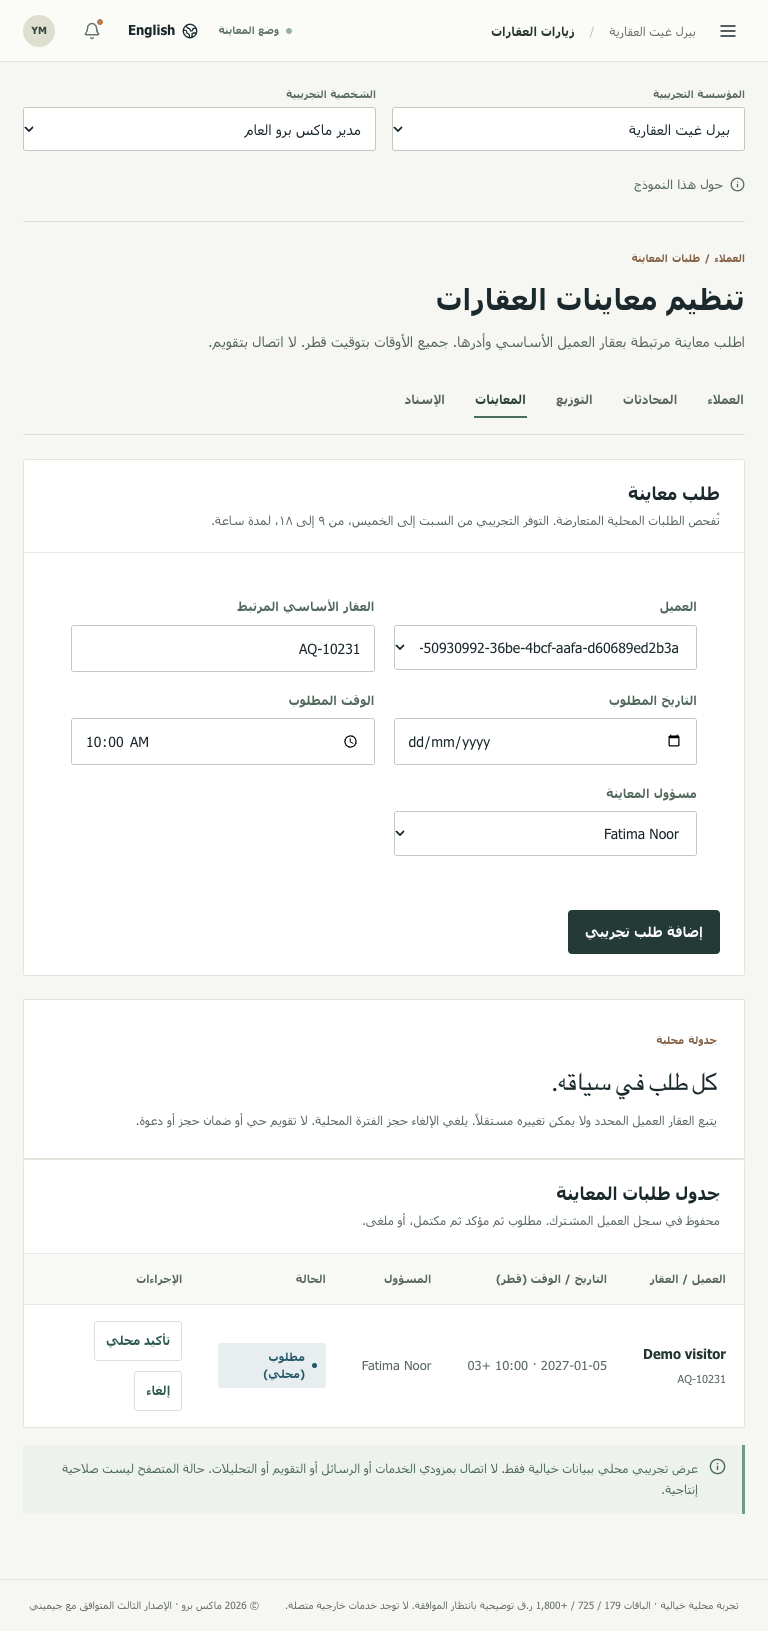 بيرل غيت العقارية / زيارات العقارات
وضع المعاينة
English
YM
المؤسسة التجريبية
بيرل غيت العقارية
الشخصية التجريبية
مدير ماكس برو العام
حول هذا النموذج
العملاء / طلبات المعاينة
تنظيم معاينات العقارات
اطلب معاينة مرتبطة بعقار العميل الأساسي وأدرها. جميع الأوقات بتوقيت قطر. لا اتصال بتقويم.
العملاء المحادثات التوزيع المعاينات الإسناد
طلب معاينة
تُفحص الطلبات المحلية المتعارضة. التوفر التجريبي من السبت إلى الخميس، من ٩ إلى ١٨، لمدة ساعة.
العميل
-50930992-36be-4bcf-aafa-d60689ed2b3a
العقار الأساسي المرتبط
AQ-10231
التاريخ المطلوب
dd/mm/yyyy
الوقت المطلوب
10:00 AM
مسؤول المعاينة
Fatima Noor
إضافة طلب تجريبي
جدولة محلية
كل طلب في سياقه.
يتبع العقار العميل المحدد ولا يمكن تغييره مستقلاً. يلغي الإلغاء حجز الفترة المحلية. لا تقويم حي أو ضمان حجز أو دعوة.
جدول طلبات المعاينة
محفوظ في سجل العميل المشترك. مطلوب ثم مؤكد ثم مكتمل، أو ملغى.
العميل / العقار التاريخ / الوقت (قطر) المسؤول الحالة الإجراءات
Demo visitor
AQ-10231
2027-01-05 · 10:00 +03
Fatima Noor
مطلوب
(محلي)
تأكيد محلي
إلغاء
عرض تجريبي محلي ببيانات خيالية فقط. لا اتصال بمزودي الخدمات أو الرسائل أو التقويم أو التحليلات. حالة المتصفح ليست صلاحية
إنتاجية.
تجربة محلية خيالية · الباقات 179 / 725 / +1,800 ر.ق توضيحية بانتظار الموافقة. لا توجد خدمات خارجية متصلة.
© 2026 ماكس برو · الإصدار الثالث المتوافق مع جيميني